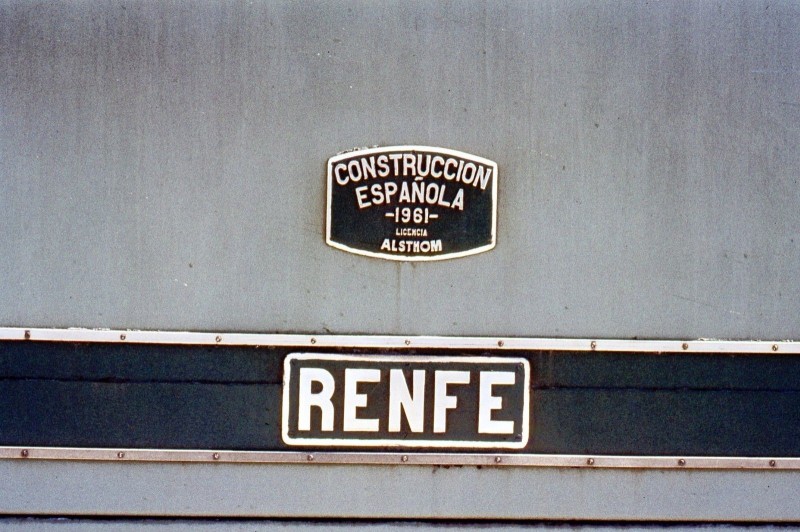 CONSTRUCCION
ESPAÑOLA
-1961-
LICENCIA
ALSTHOM
RENFE